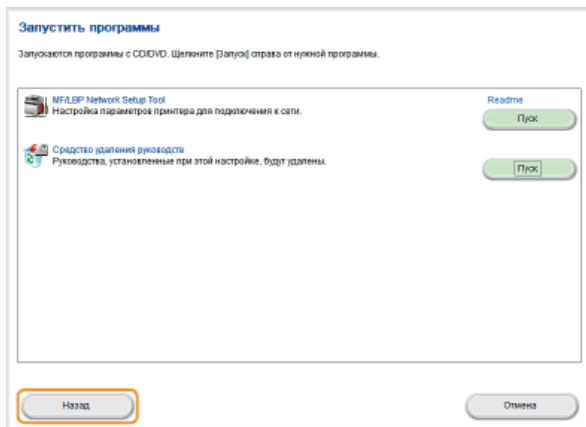 Запустить программы
Запускаются программы с CD/DVD. Щелкните [Запуск] справа от нужной программы.
MF/LBP Network Setup Tool
Readme
Настройка параметров принтера для подключения к сети.
Пуск
Средство удаления руководств
Руководства, установленные при этой настройке, будут удалены.
Пуск
Назад
Отмена